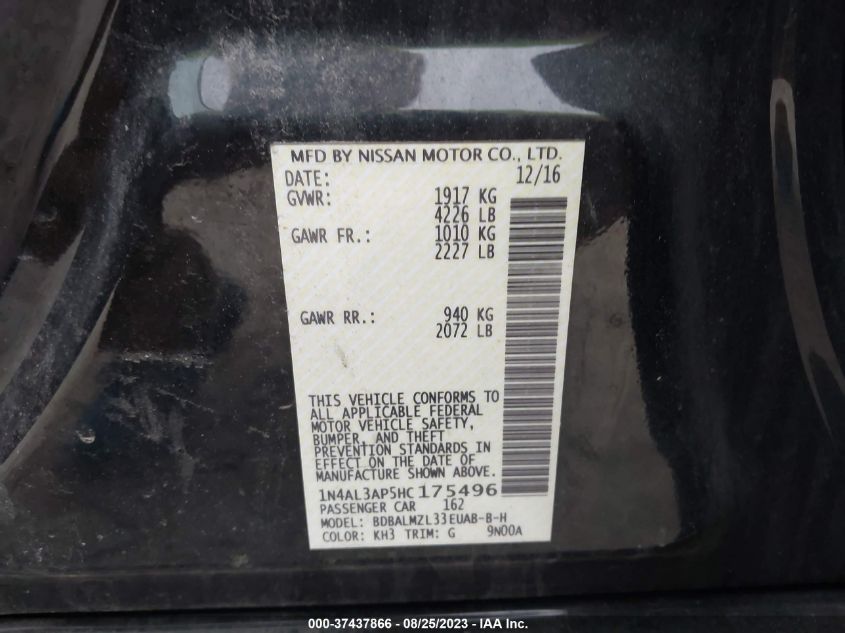 MFD BY NISSAN MOTOR CO., LTD.
DATE: 12/16
GVWR: 1917 KG
4226 LB
GAWR FR.: 1010 KG
2227 LB
GAWR RR.: 940 KG
2072 LB
THIS VEHICLE CONFORMS TO
ALL APPLICABLE FEDERAL
MOTOR VEHICLE SAFETY,
BUMPER, AND THEFT
PREVENTION STANDARDS IN
EFFECT ON THE DATE OF
MANUFACTURE SHOWN ABOVE.
1N4AL3AP5HC175496
PASSENGER CAR 162
MODEL: BDBALMZL33EUAB-B-H
COLOR: KH3 TRIM: G 9N00A
000-37437866 - 08/25/2023 - IAA Inc.